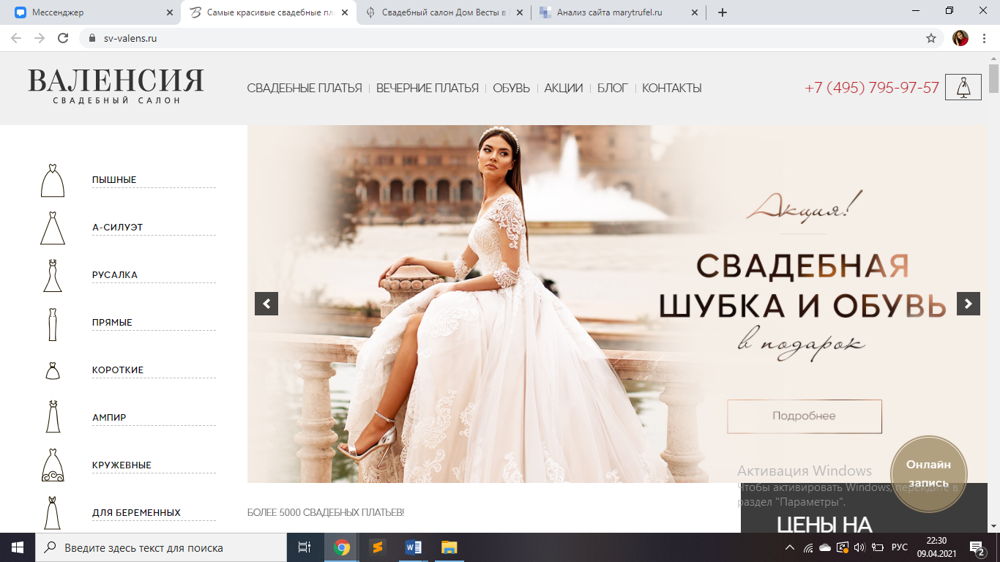 Мессенджер
Самые красивые свадебные пл
Свадебный салон Дом Весты в
Анализ сайта marytrufel.ru
sv-valens.ru
ВАЛЕНСИЯ
СВАДЕБНЫЙ САЛОН
СВАДЕБНЫЕ ПЛАТЬЯ
ВЕЧЕРНИЕ ПЛАТЬЯ
ОБУВЬ
АКЦИИ
БЛОГ
КОНТАКТЫ
+7 (495) 795-97-57
ПЫШНЫЕ
А-СИЛУЭТ
РУСАЛКА
ПРЯМЫЕ
КОРОТКИЕ
АМПИР
КРУЖЕВНЫЕ
ДЛЯ БЕРЕМЕННЫХ
Акция!
СВАДЕБНАЯ
ШУБКА И ОБУВЬ
в подарок
Подробнее
Онлайн
запись
Активация Windows
Чтобы активировать Windows, перейдите в
раздел "Параметры".
БОЛЕЕ 5000 СВАДЕБНЫХ ПЛАТЬЕВ!
ЦЕНЫ НА
Введите здесь текст для поиска
РУС
22:30
09.04.2021
2